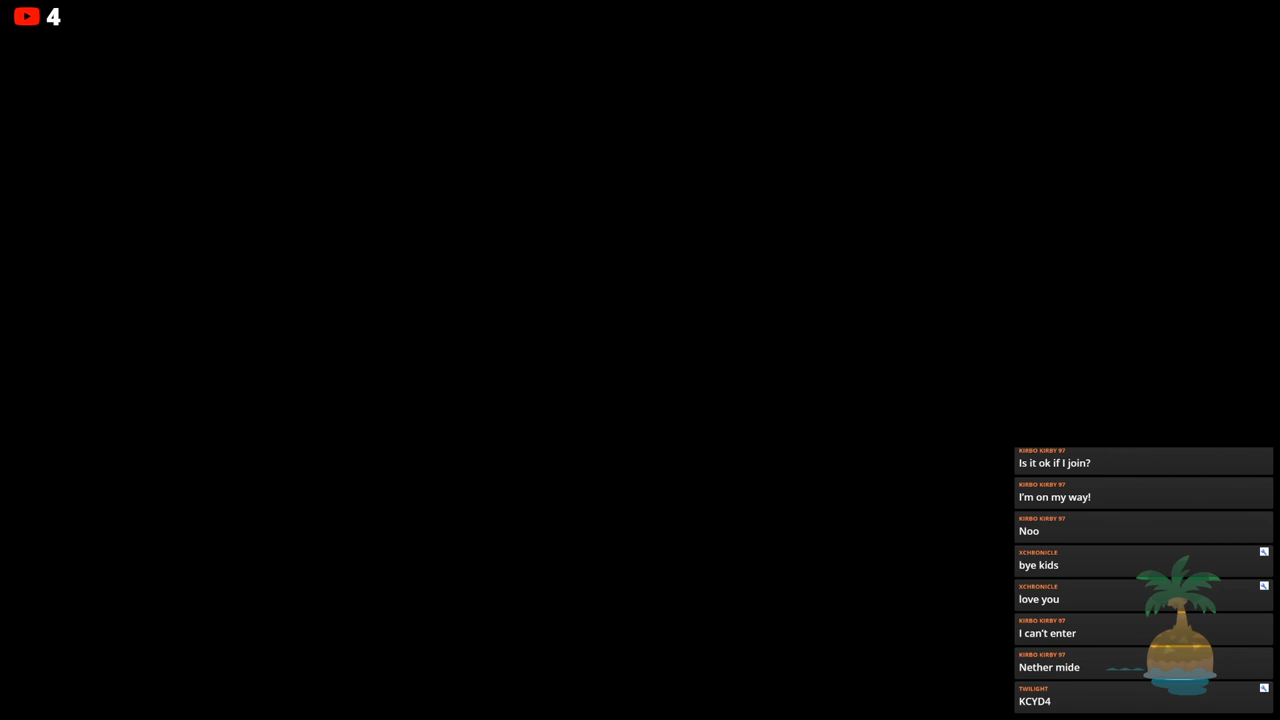 4
KIRBO KIRBY 97
Is it ok if I join?
KIRBO KIRBY 97
I'm on my way!
KIRBO KIRBY 97
Noo
XCHRONICLE
bye kids
XCHRONICLE
love you
KIRBO KIRBY 97
I can't enter
KIRBO KIRBY 97
Nether mide
TWILIGHT
KCYD4